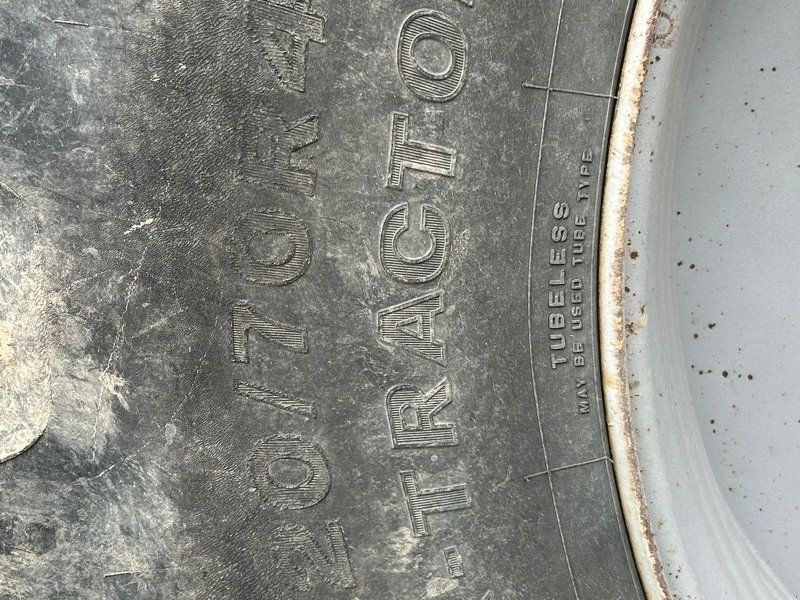 20/70R4
-TRACTO
TUBELESS
MAY BE USED TUBE TYPE